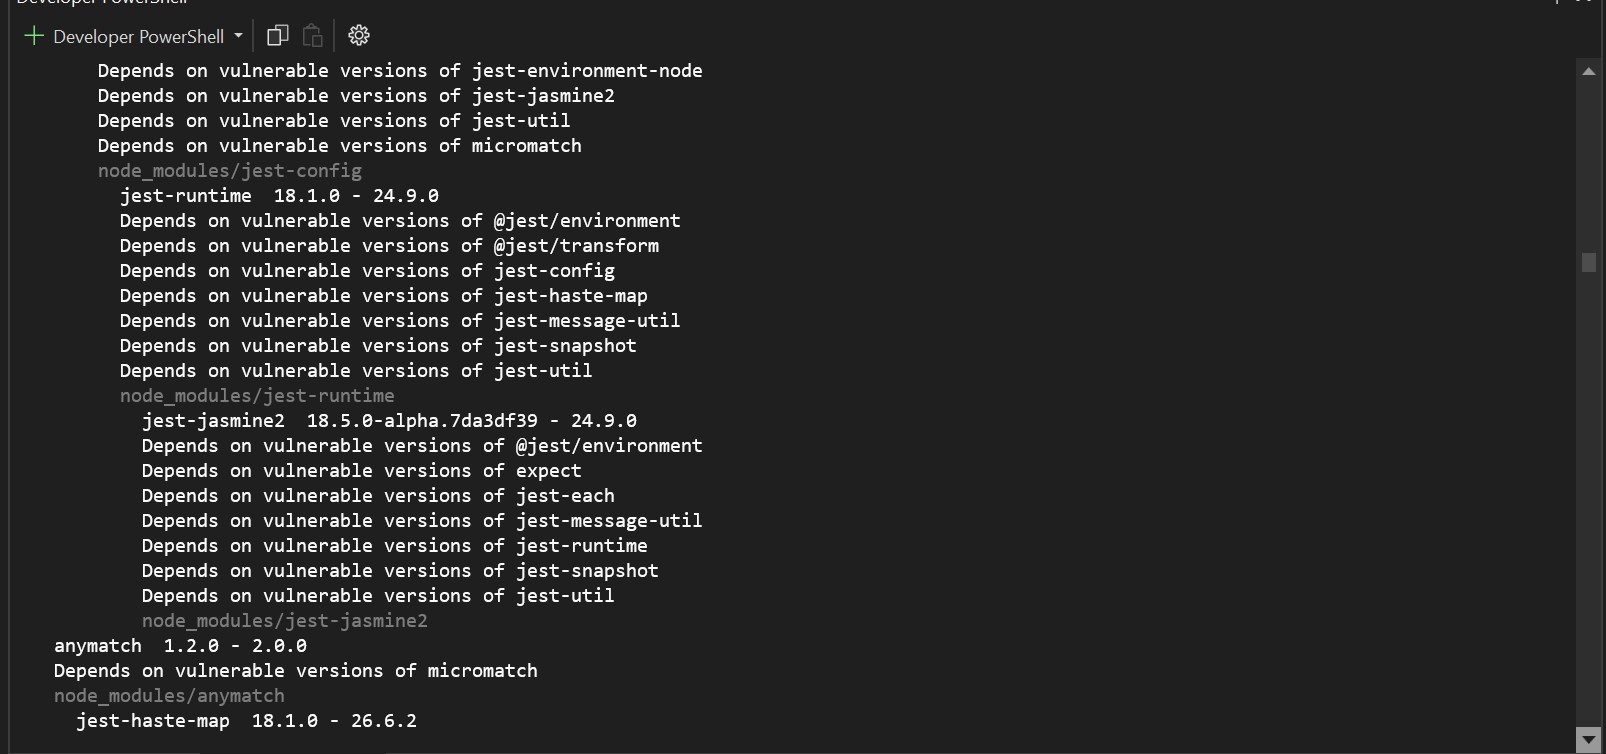 Developer PowerShell
Developer PowerShell
Depends on vulnerable versions of jest-environment-node
Depends on vulnerable versions of jest-jasmine2
Depends on vulnerable versions of jest-util
Depends on vulnerable versions of micromatch
node_modules/jest-config
jest-runtime  18.1.0 - 24.9.0
Depends on vulnerable versions of @jest/environment
Depends on vulnerable versions of @jest/transform
Depends on vulnerable versions of jest-config
Depends on vulnerable versions of jest-haste-map
Depends on vulnerable versions of jest-message-util
Depends on vulnerable versions of jest-snapshot
Depends on vulnerable versions of jest-util
node_modules/jest-runtime
jest-jasmine2  18.5.0-alpha.7da3df39 - 24.9.0
Depends on vulnerable versions of @jest/environment
Depends on vulnerable versions of expect
Depends on vulnerable versions of jest-each
Depends on vulnerable versions of jest-message-util
Depends on vulnerable versions of jest-runtime
Depends on vulnerable versions of jest-snapshot
Depends on vulnerable versions of jest-util
node_modules/jest-jasmine2
anymatch  1.2.0 - 2.0.0
Depends on vulnerable versions of micromatch
node_modules/anymatch
jest-haste-map  18.1.0 - 26.6.2